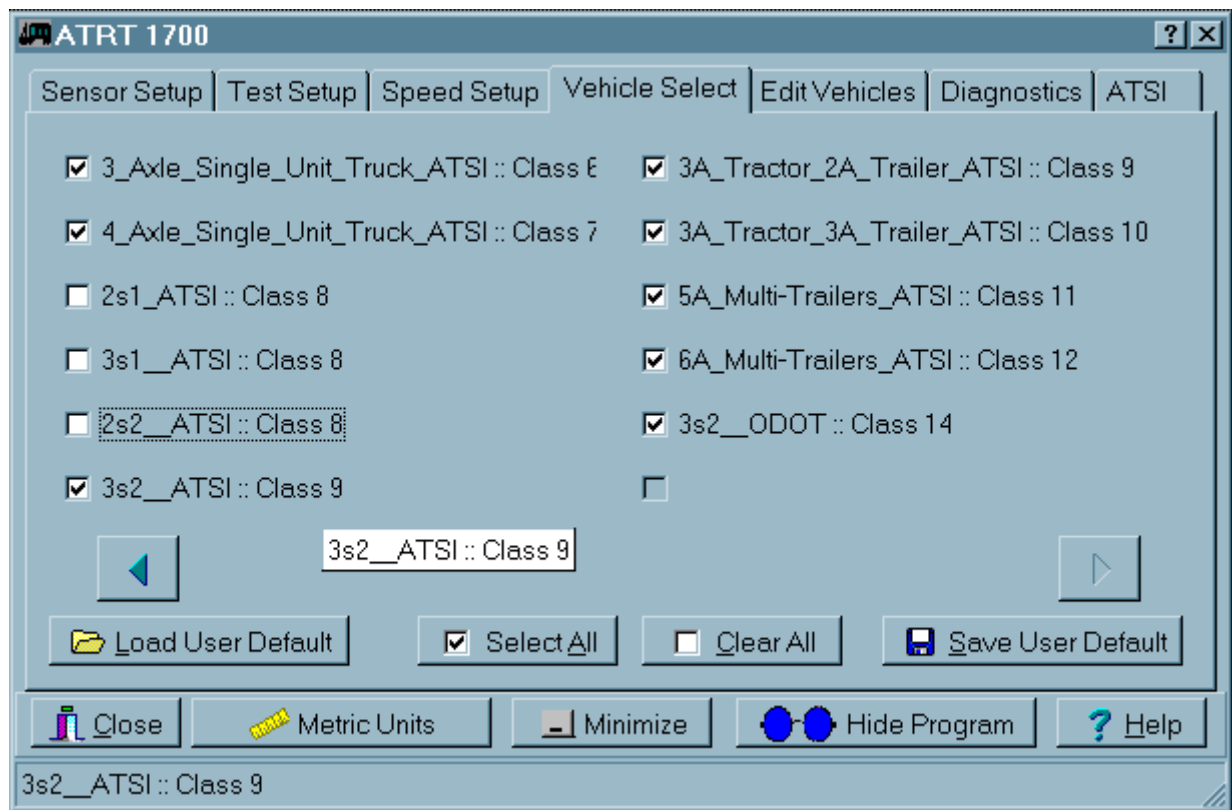 ATRT 1700
Sensor Setup
Test Setup
Speed Setup
Vehicle Select
Edit Vehicles
Diagnostics
ATSI
3_Axle_Single_Unit_Truck_ATSI :: Class 6
4_Axle_Single_Unit_Truck_ATSI :: Class 7
2s1_ATSI :: Class 8
3s1__ATSI :: Class 8
2s2__ATSI :: Class 8
3s2__ATSI :: Class 9
3A_Tractor_2A_Trailer_ATSI :: Class 9
3A_Tractor_3A_Trailer_ATSI :: Class 10
5A_Multi-Trailers_ATSI :: Class 11
6A_Multi-Trailers_ATSI :: Class 12
3s2__ODOT :: Class 14
3s2__ATSI :: Class 9
Load User Default
Select All
Clear All
Save User Default
Close
Metric Units
Minimize
Hide Program
? Help
3s2__ATSI :: Class 9